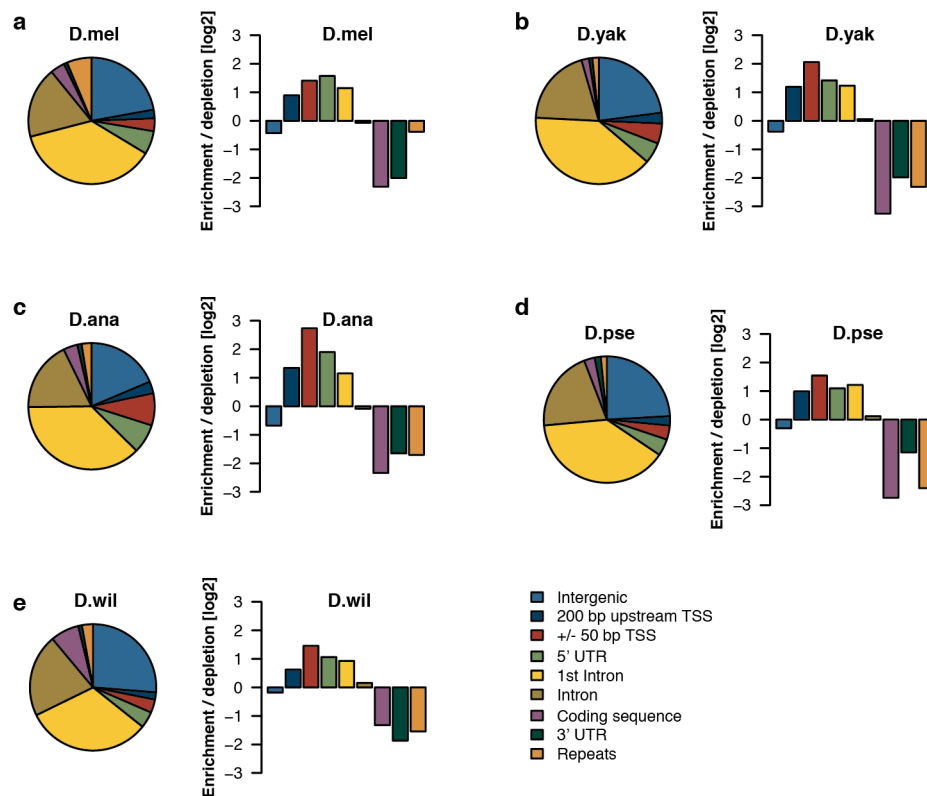 a
D.mel
D.mel
Enrichment / depletion [log2]
3
2
1
0
−1
−2
−3
b
D.yak
D.yak
Enrichment / depletion [log2]
3
2
1
0
−1
−2
−3
c
D.ana
D.ana
Enrichment / depletion [log2]
3
2
1
0
−1
−2
−3
d
D.pse
D.pse
Enrichment / depletion [log2]
3
2
1
0
−1
−2
−3
e
D.wil
D.wil
Enrichment / depletion [log2]
3
2
1
0
−1
−2
−3
Intergenic
200 bp upstream TSS
+/- 50 bp TSS
5' UTR
1st Intron
Intron
Coding sequence
3' UTR
Repeats